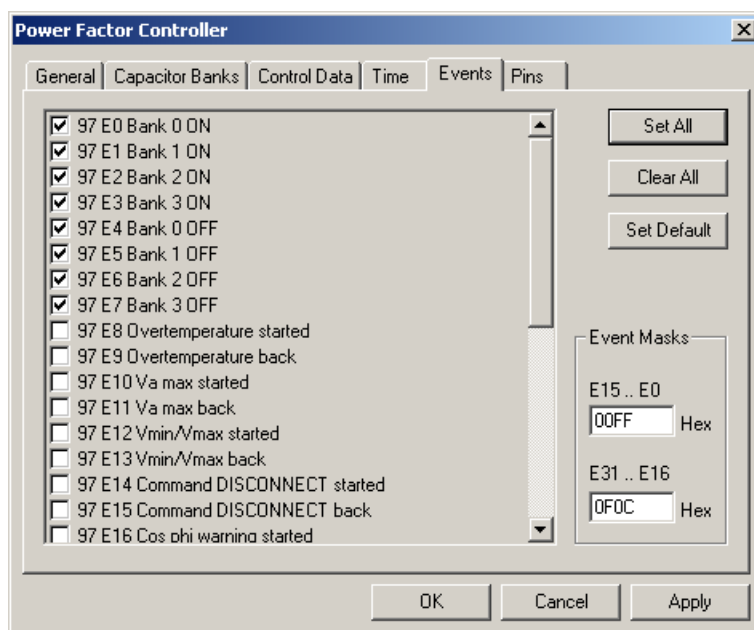 Power Factor Controller
General Capacitor Banks Control Data Time Events Pins
97 E0 Bank 0 ON
97 E1 Bank 1 ON
97 E2 Bank 2 ON
97 E3 Bank 3 ON
97 E4 Bank 0 OFF
97 E5 Bank 1 OFF
97 E6 Bank 2 OFF
97 E7 Bank 3 OFF
97 E8 Overtemperature started
97 E9 Overtemperature back
97 E10 Va max started
97 E11 Va max back
97 E12 Vmin/Vmax started
97 E13 Vmin/Vmax back
97 E14 Command DISCONNECT started
97 E15 Command DISCONNECT back
97 E16 Cos phi warning started
Set All
Clear All
Set Default
Event Masks
E15 .. E0
00FF Hex
E31 .. E16
0F0C Hex
OK Cancel Apply